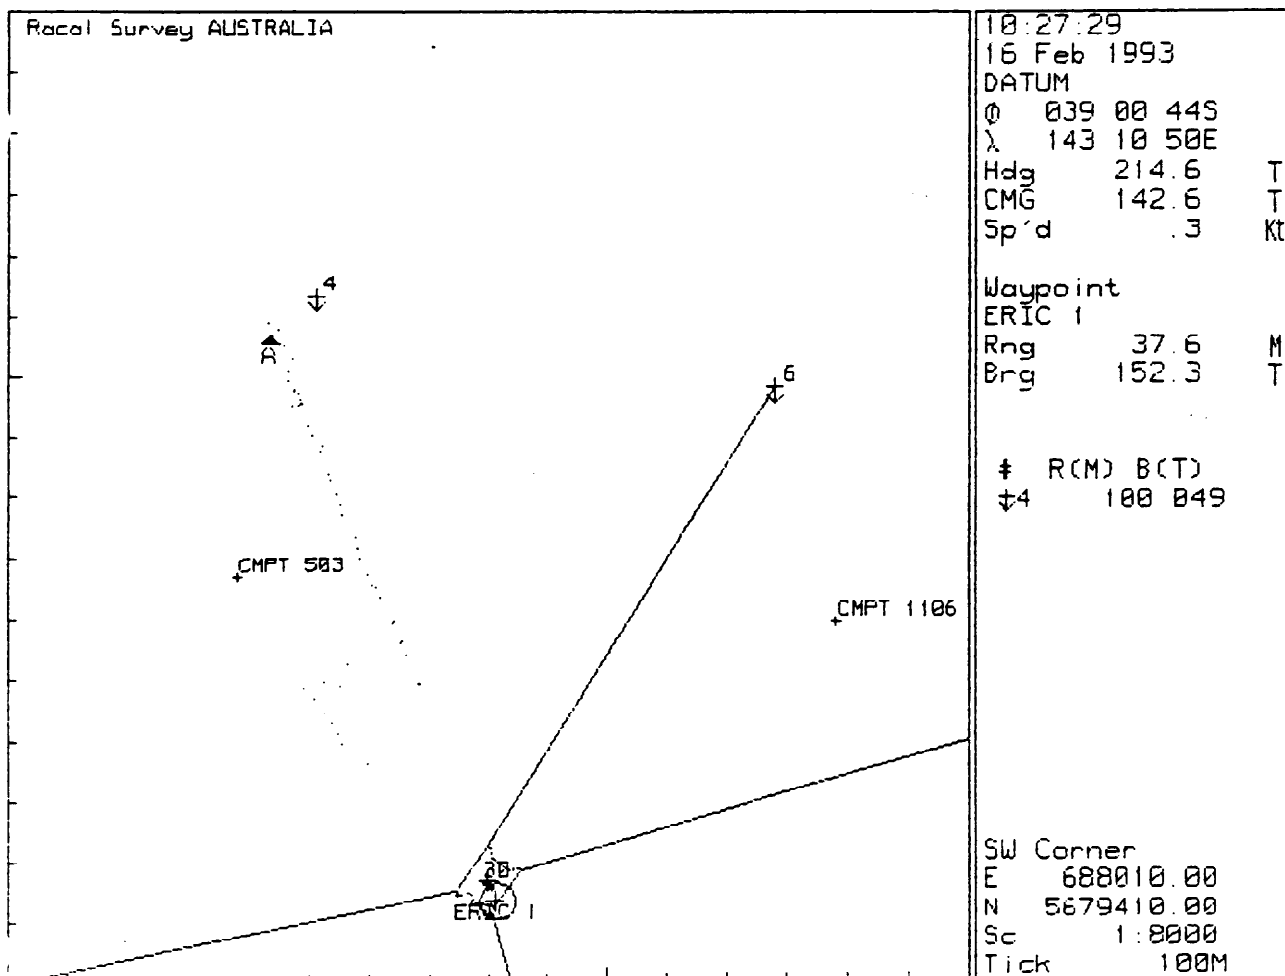 Racal Survey AUSTRALIA
4
A
6
CMPT 503
CMPT 1106
ERIC 1
10:27:29
16 Feb 1993
DATUM
Φ 039 00 44S
λ 143 10 50E
Hdg 214.6 T
CMG 142.6 T
Sp'd .3 Kt
Waypoint
ERIC 1
Rng 37.6 M
Brg 152.3 T
# R(M) B(T)
4 100 049
SW Corner
E 688010.00
N 5679410.00
Sc 1:8000
Tick 100M